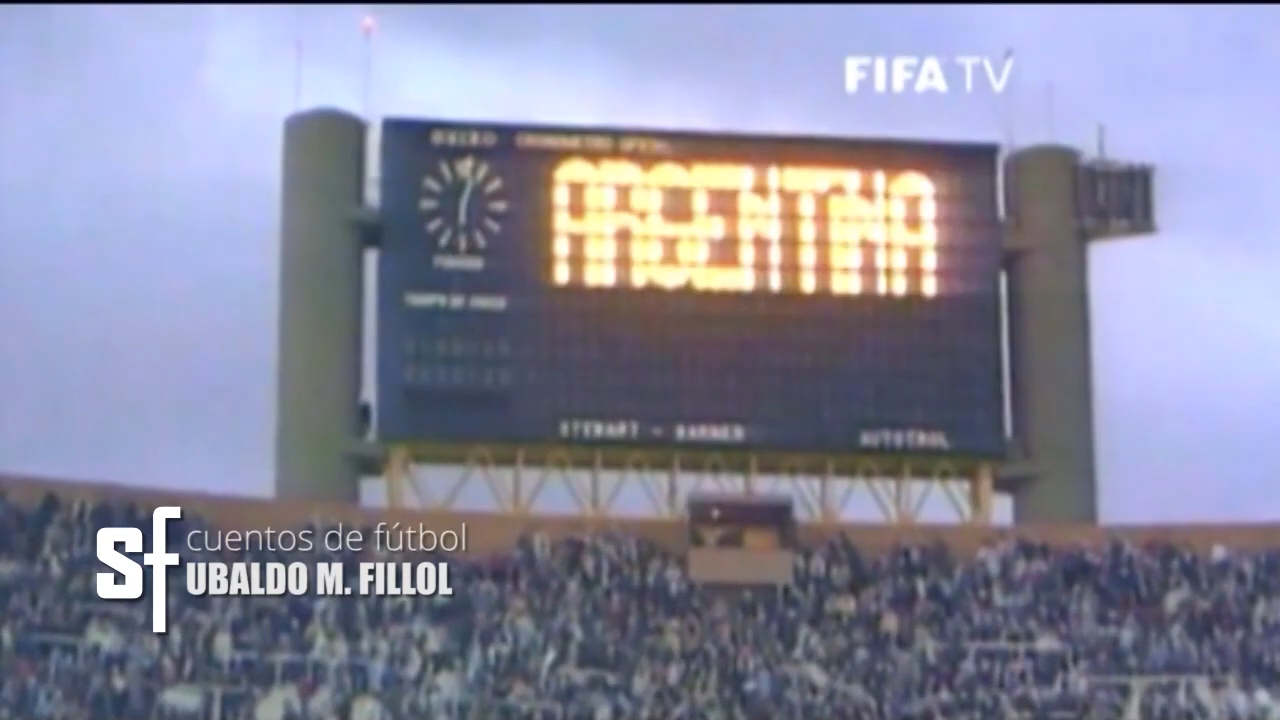 FIFA TV
ARGENTINA
STEWART - WARNER
AUTOTROL
sf
cuentos de fútbol
UBALDO M. FILLOL